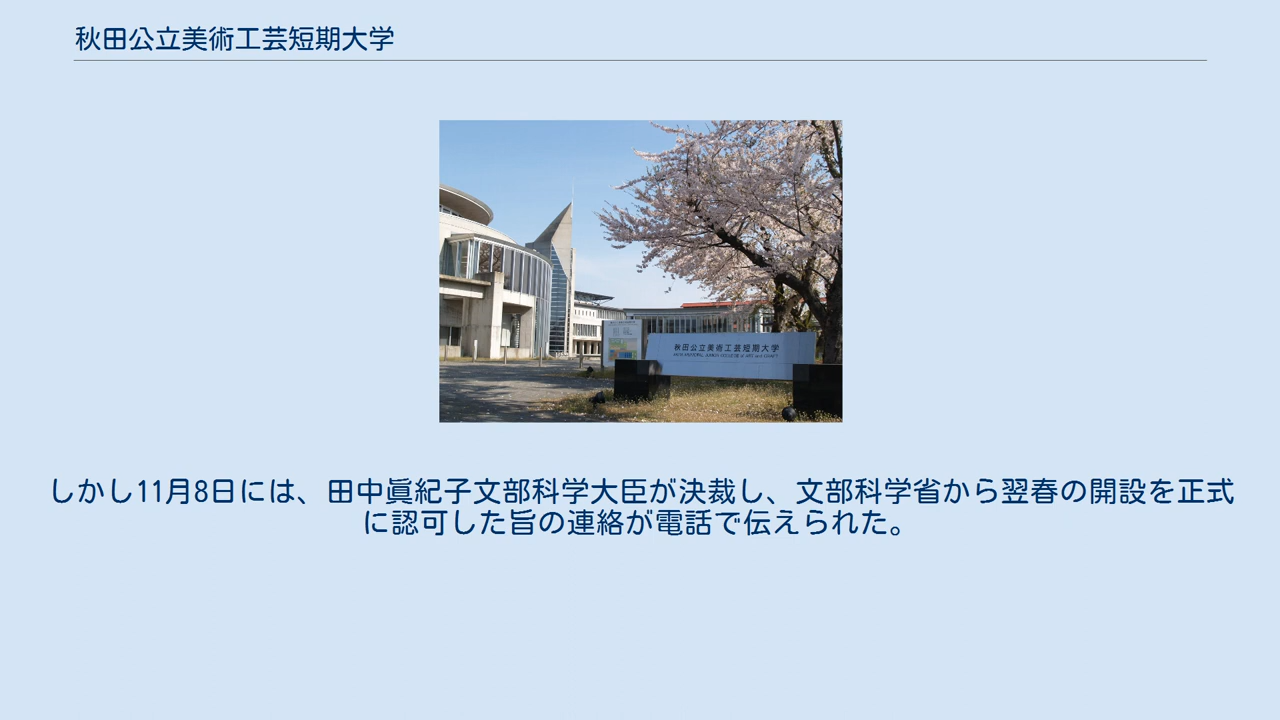 秋田公立美術工芸短期大学
秋田公立美術工芸短期大学
しかし11月8日には、田中眞紀子文部科学大臣が決裁し、文部科学省から翌春の開設を正式
に認可した旨の連絡が電話で伝えられた。